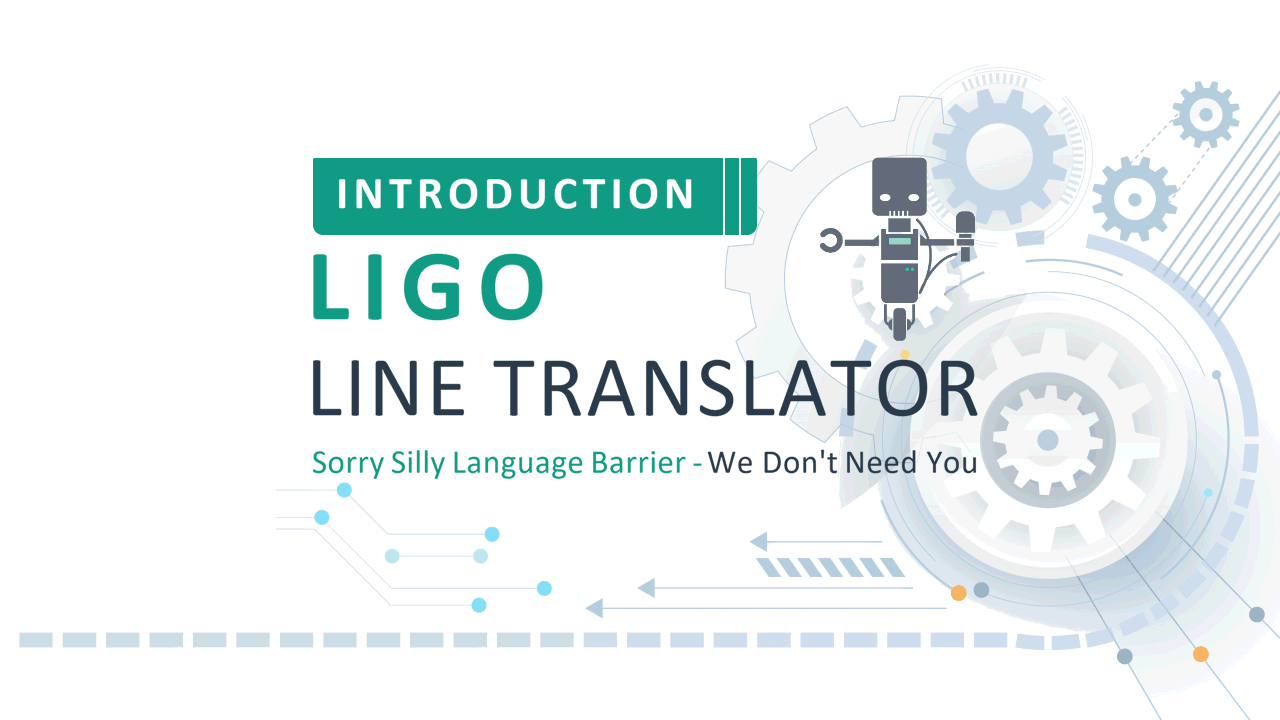 INTRODUCTION
LIGO
LINE TRANSLATOR
Sorry Silly Language Barrier - We Don't Need You